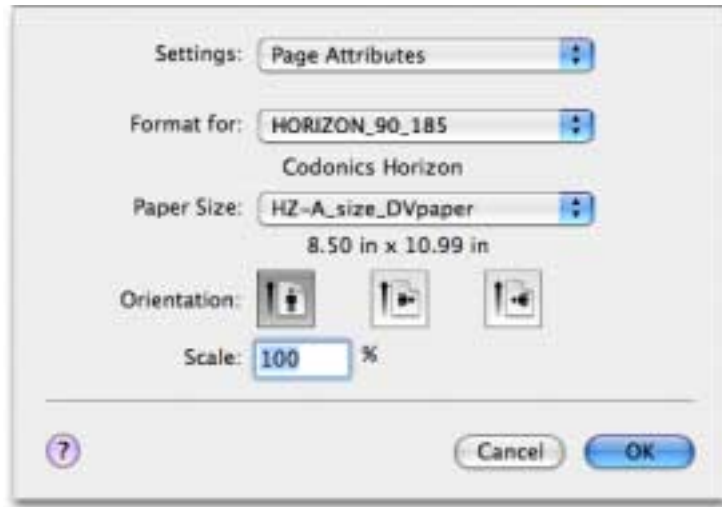 Settings: Page Attributes
Format for: HORIZON_90_185
Codonics Horizon
Paper Size: HZ-A_size_DVpaper
8.50 in x 10.99 in
Orientation:
Scale: 100 %
? Cancel OK